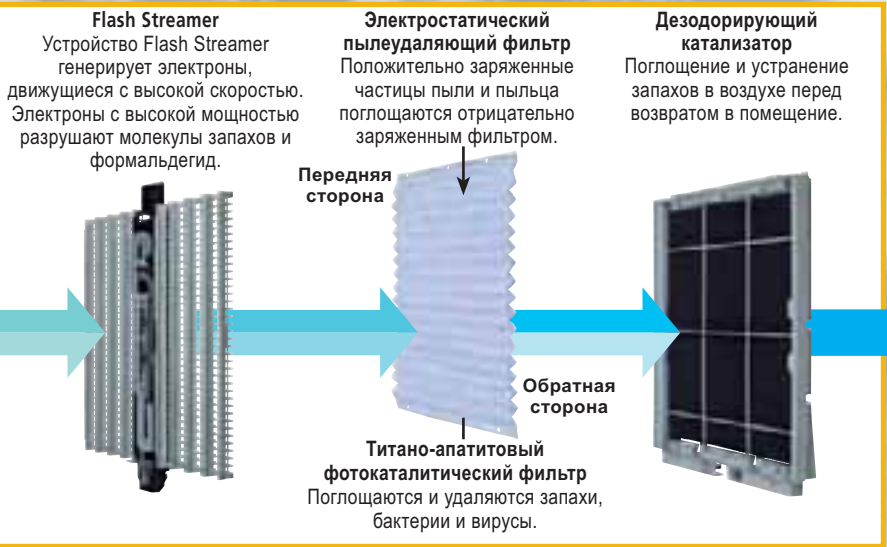 Flash Streamer
Устройство Flash Streamer
генерирует электроны,
движущиеся с высокой скоростью.
Электроны с высокой мощностью
разрушают молекулы запахов и
формальдегид.
Электростатический
пылеудаляющий фильтр
Положительно заряженные
частицы пыли и пыльца
поглощаются отрицательно
заряженным фильтром.
Передняя
сторона
Обратная
сторона
Титано-апатитовый
фотокаталитический фильтр
Поглощаются и удаляются запахи,
бактерии и вирусы.
Дезодорирующий
катализатор
Поглощение и устранение
запахов в воздухе перед
возвратом в помещение.